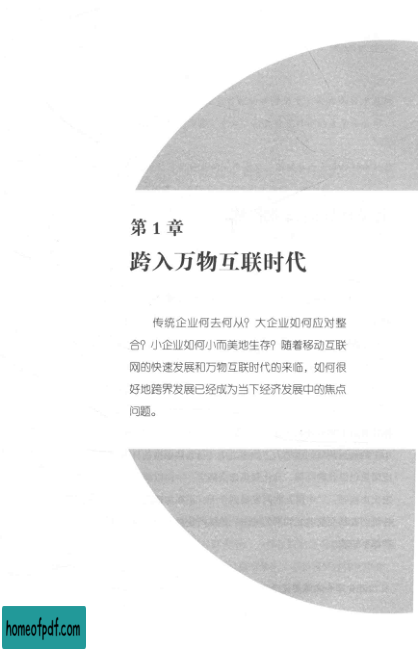 第1章
跨入万物互联时代
传统企业何去何从？大企业如何应对整
合？小企业如何小而美地生存？随着移动互联
网的快速发展和万物互联时代的来临，如何很
好地跨界发展已经成为当下经济发展中的焦点
问题。
homeofpdf.com